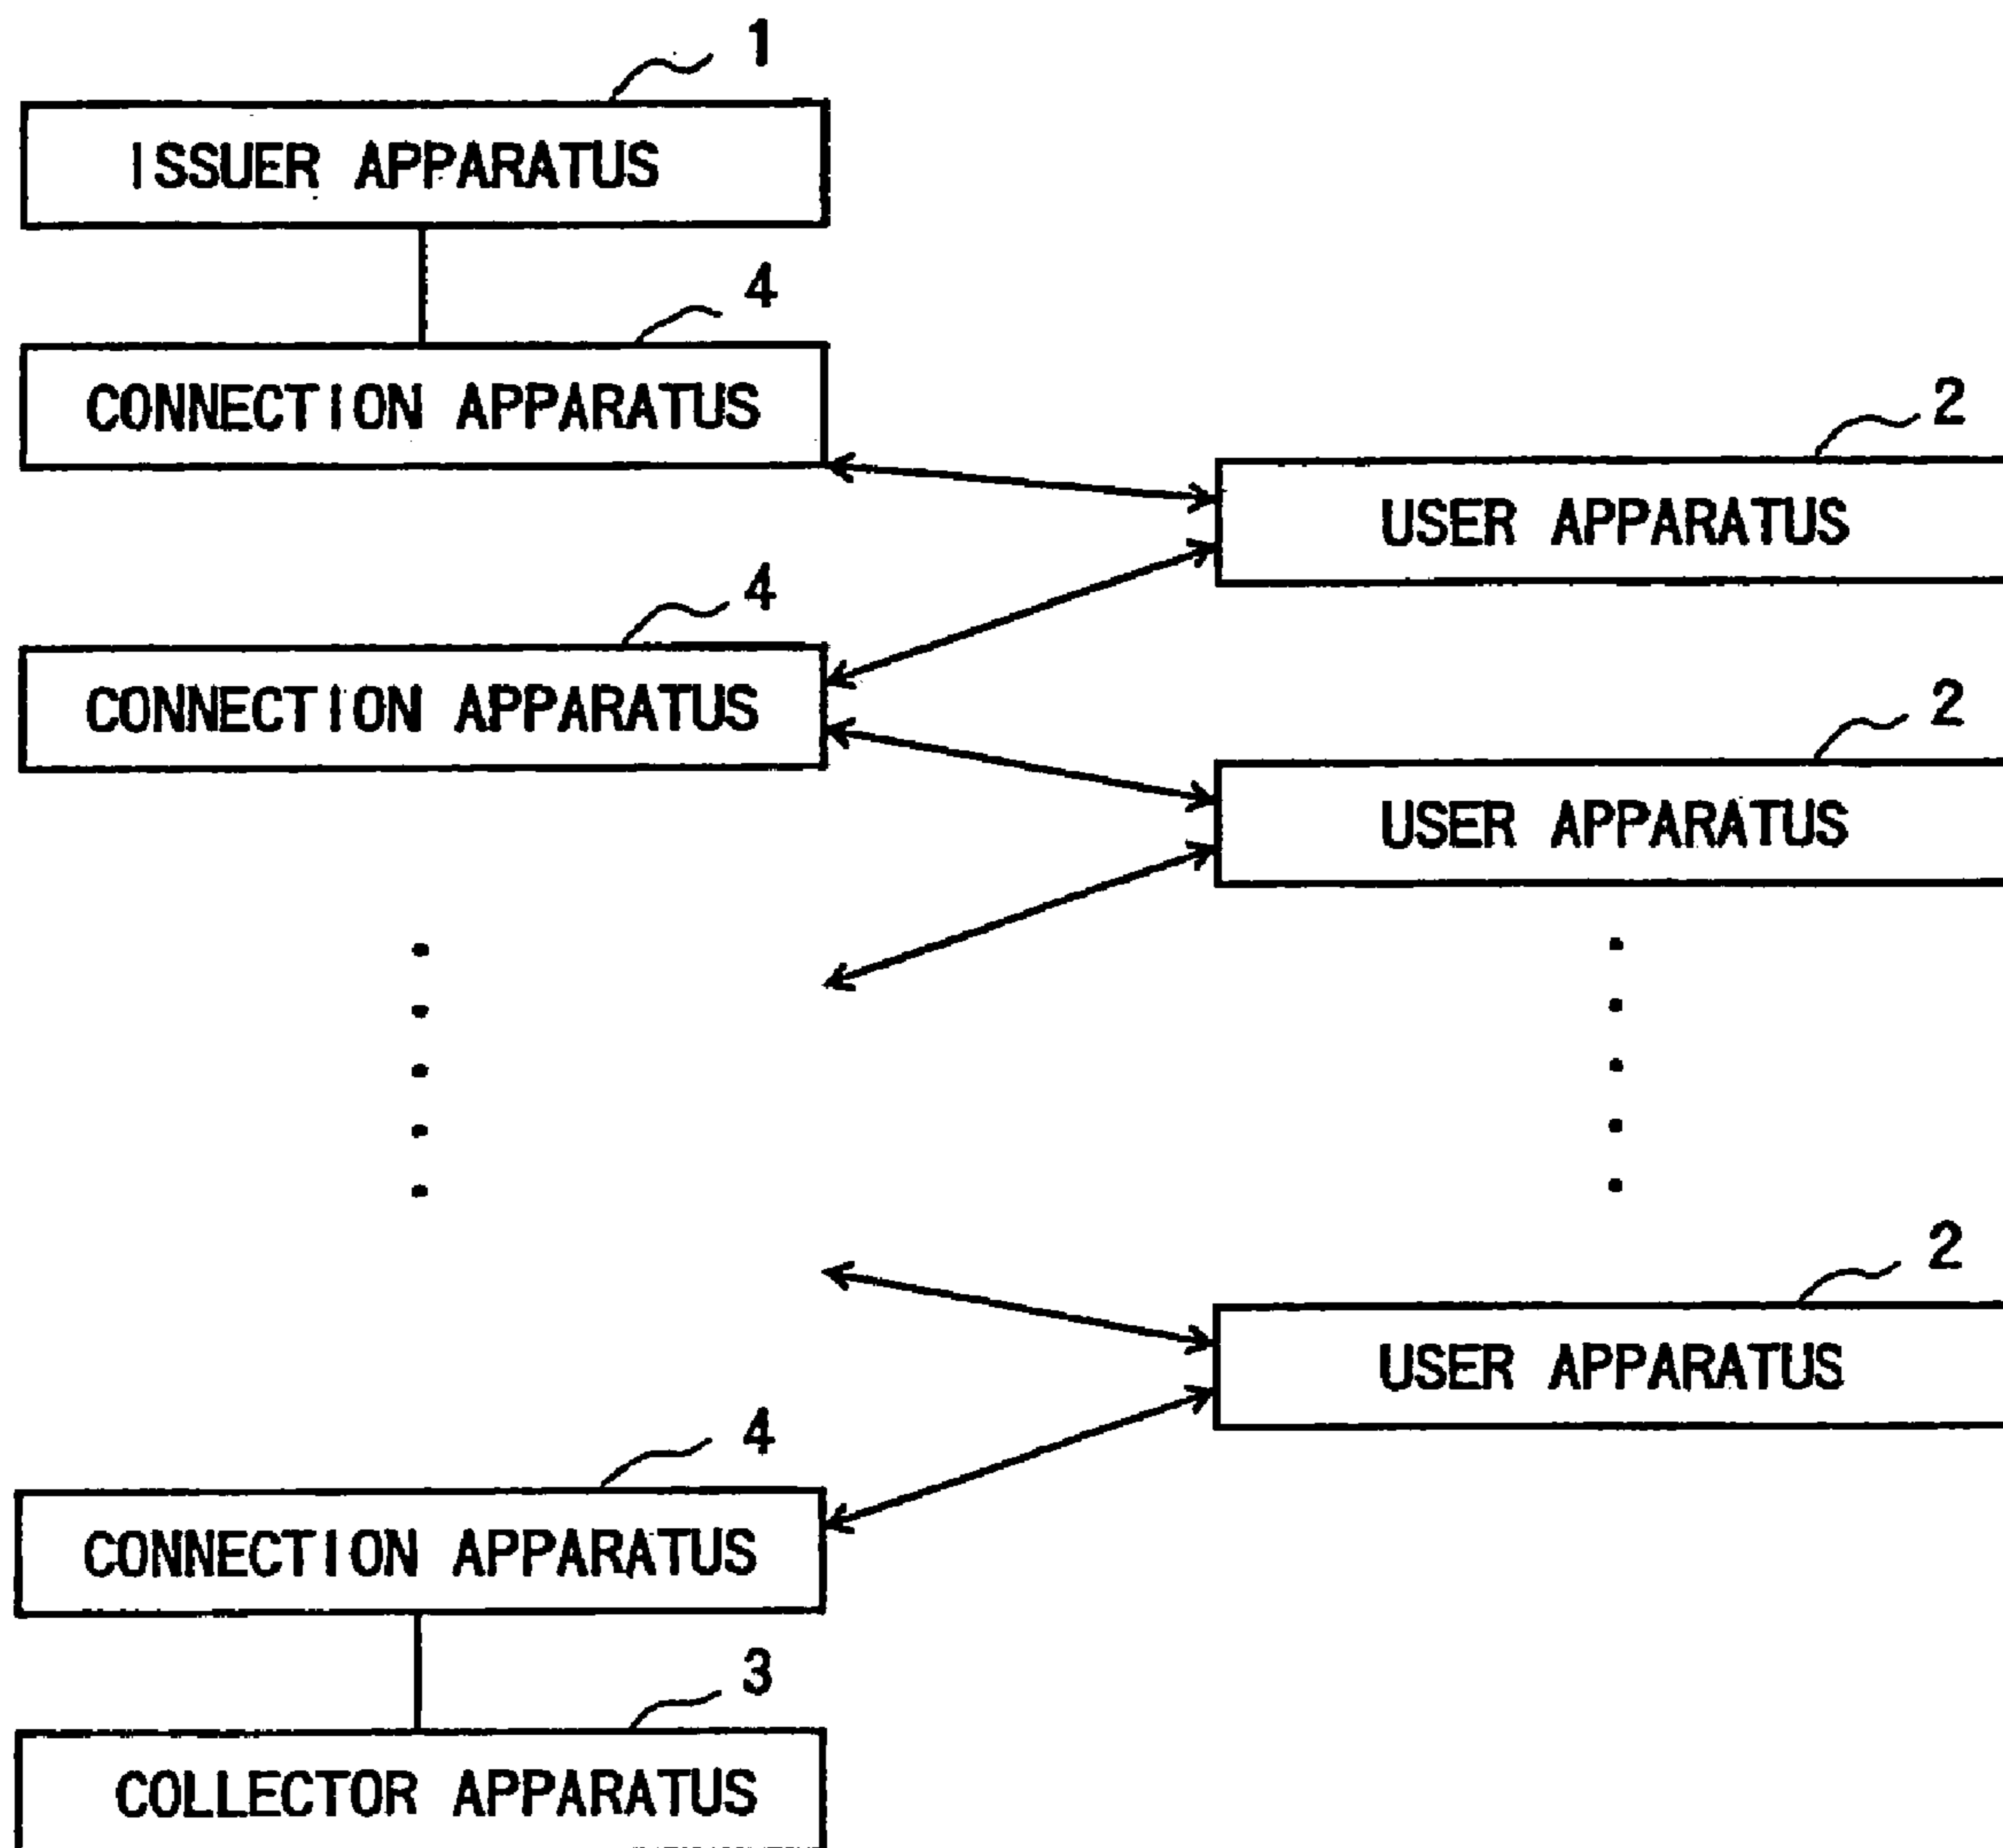 1
ISSUER APPARATUS
4
CONNECTION APPARATUS
2
USER APPARATUS
4
CONNECTION APPARATUS
2
USER APPARATUS
2
USER APPARATUS
4
CONNECTION APPARATUS
3
COLLECTOR APPARATUS